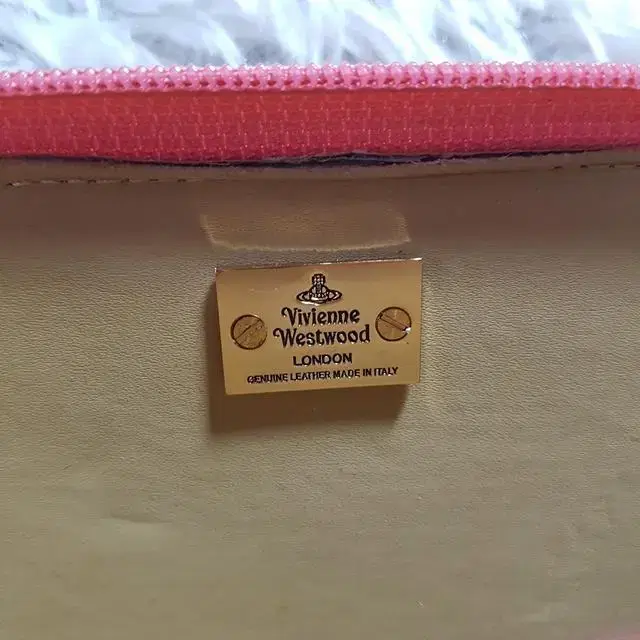 Vivienne
Westwood
LONDON
GENUINE LEATHER MADE IN ITALY